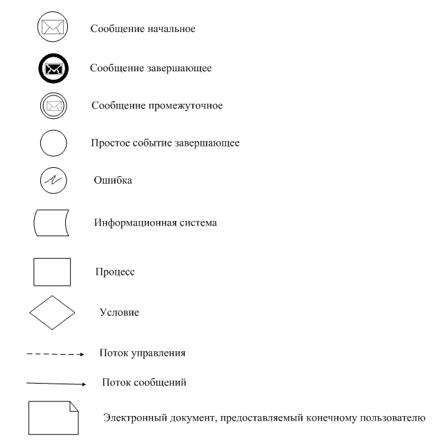 Сообщение начальное
Сообщение завершающее
Сообщение промежуточное
Простое событие завершающее
Ошибка
Информационная система
Процесс
Условие
Поток управления
Поток сообщений
Электронный документ, предоставляемый конечному пользователю